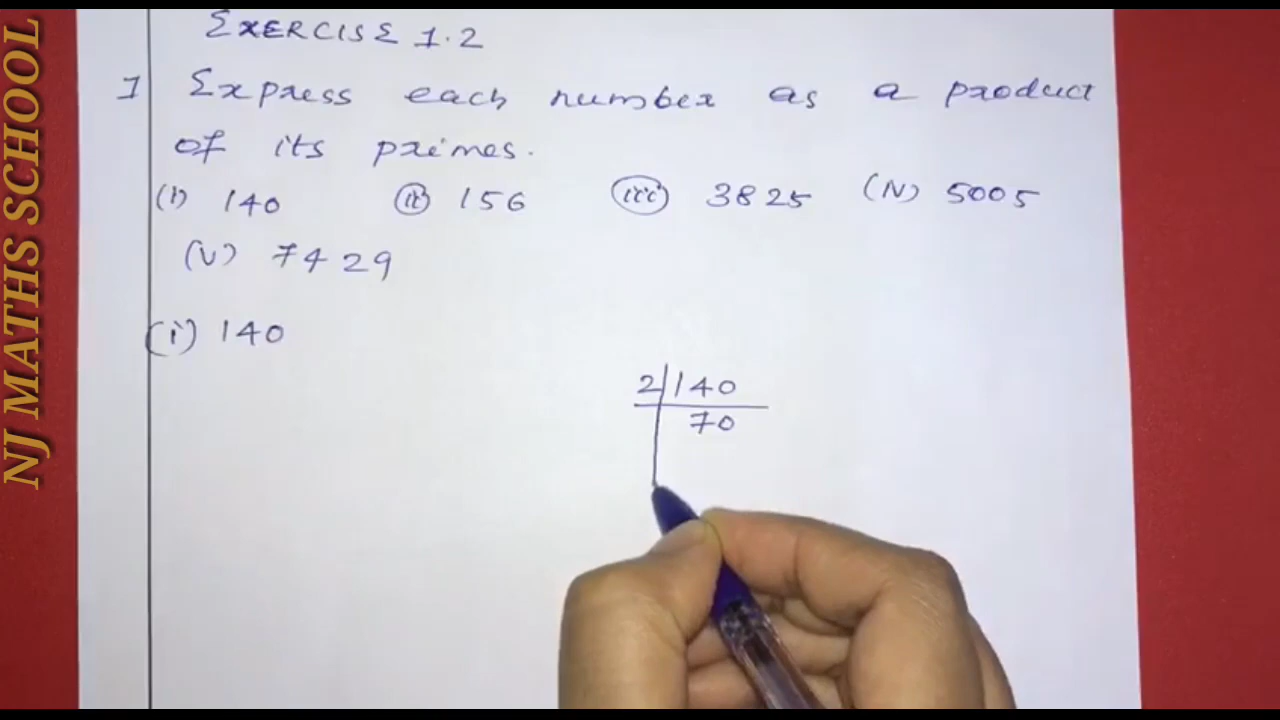 NJ MATHS SCHOOL
EXERCISE 1.2
1 Express each number as a product
of its primes.
(i) 140 (ii) 156 (iii) 3825 (iv) 5005
(v) 7429
(i) 140
2 140
70